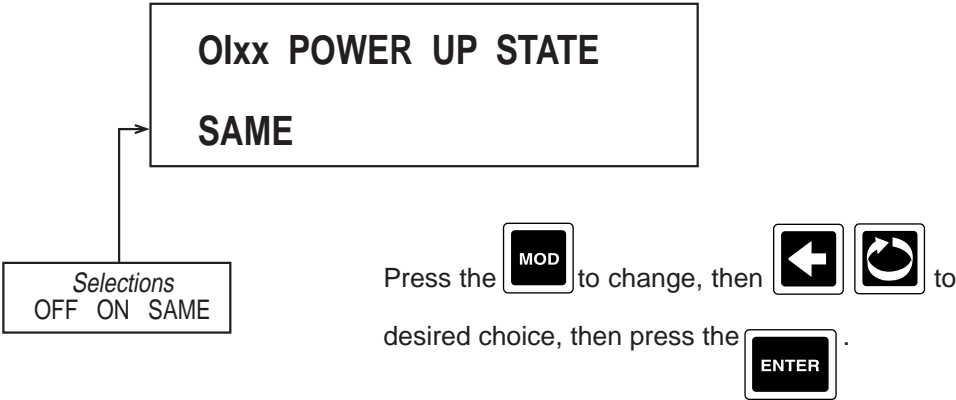 OIxx POWER UP STATE
SAME
Selections
OFF ON SAME
Press the MOD to change, then to
desired choice, then press the ENTER .